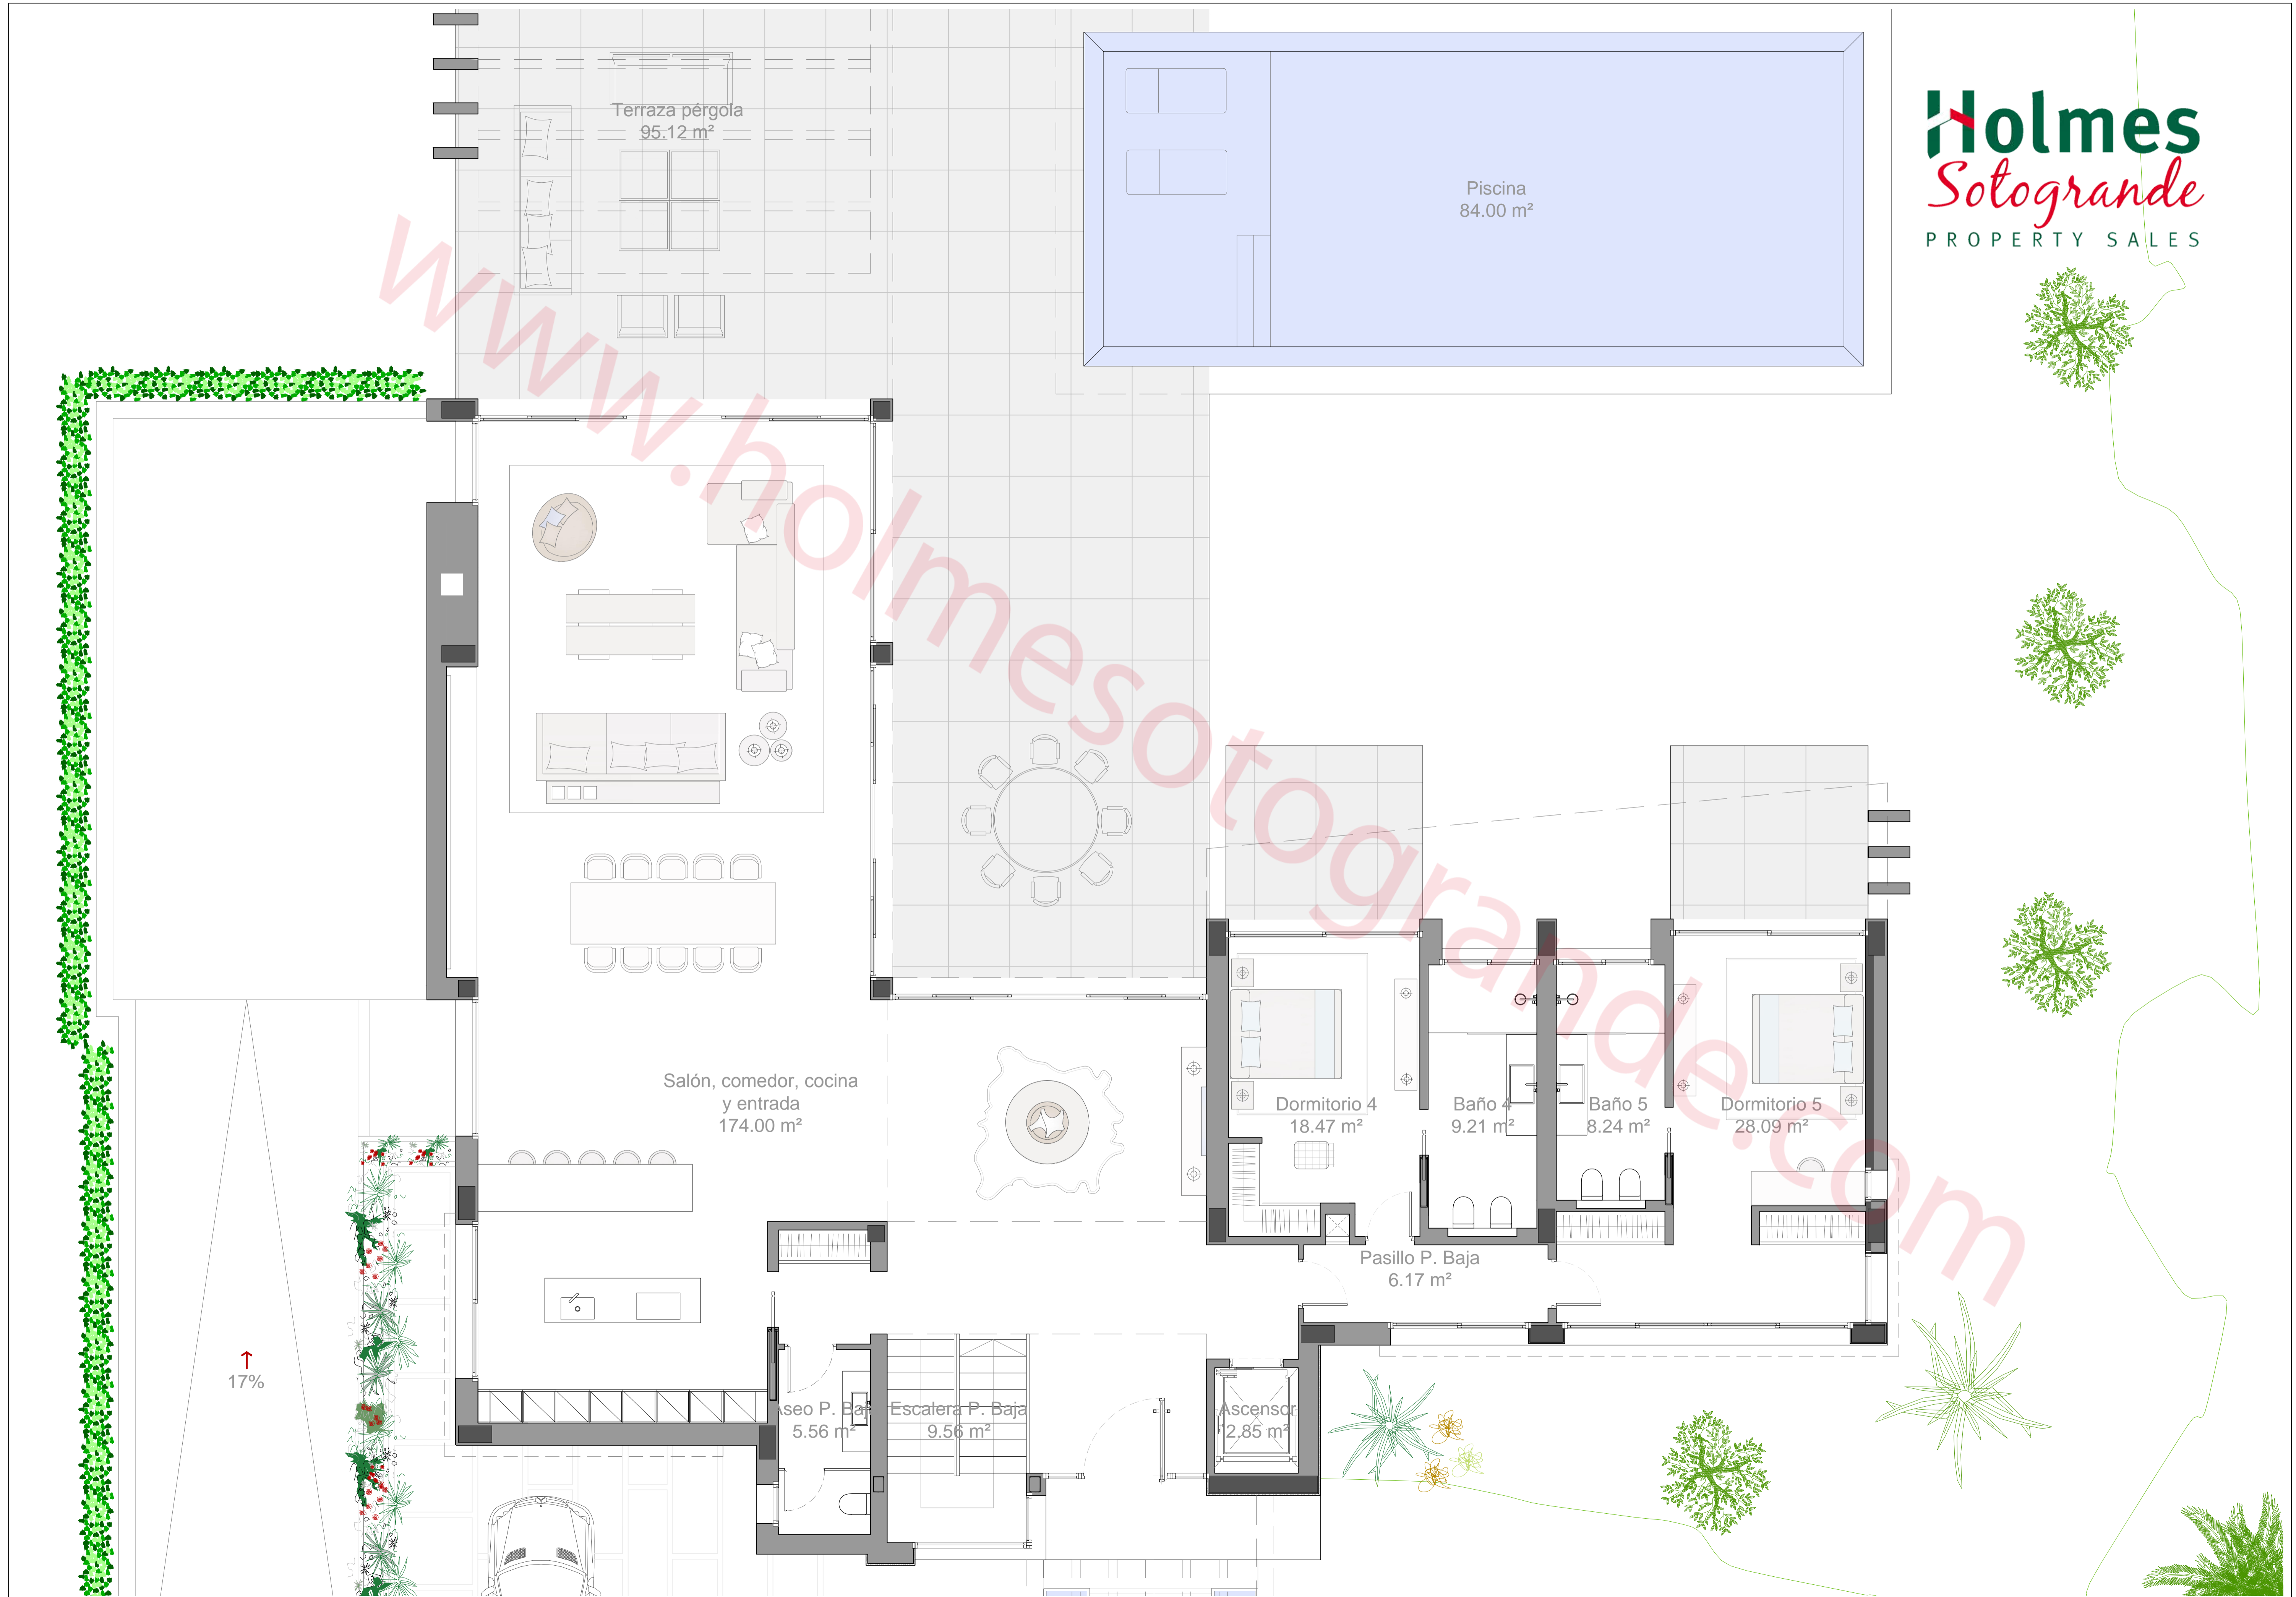 Holmes
Sotogrande
PROPERTY SALES
Terraza pérgola
95.12 m²
Piscina
84.00 m²
www.holmesotogrande.com
Salón, comedor, cocina
y entrada
174.00 m²
Dormitorio 4
18.47 m²
Baño 4
9.21 m²
Baño 5
8.24 m²
Dormitorio 5
28.09 m²
Pasillo P. Baja
6.17 m²
17%
Aseo P. Baja
5.56 m²
Escalera P. Baja
9.56 m²
Ascensor
2.85 m²